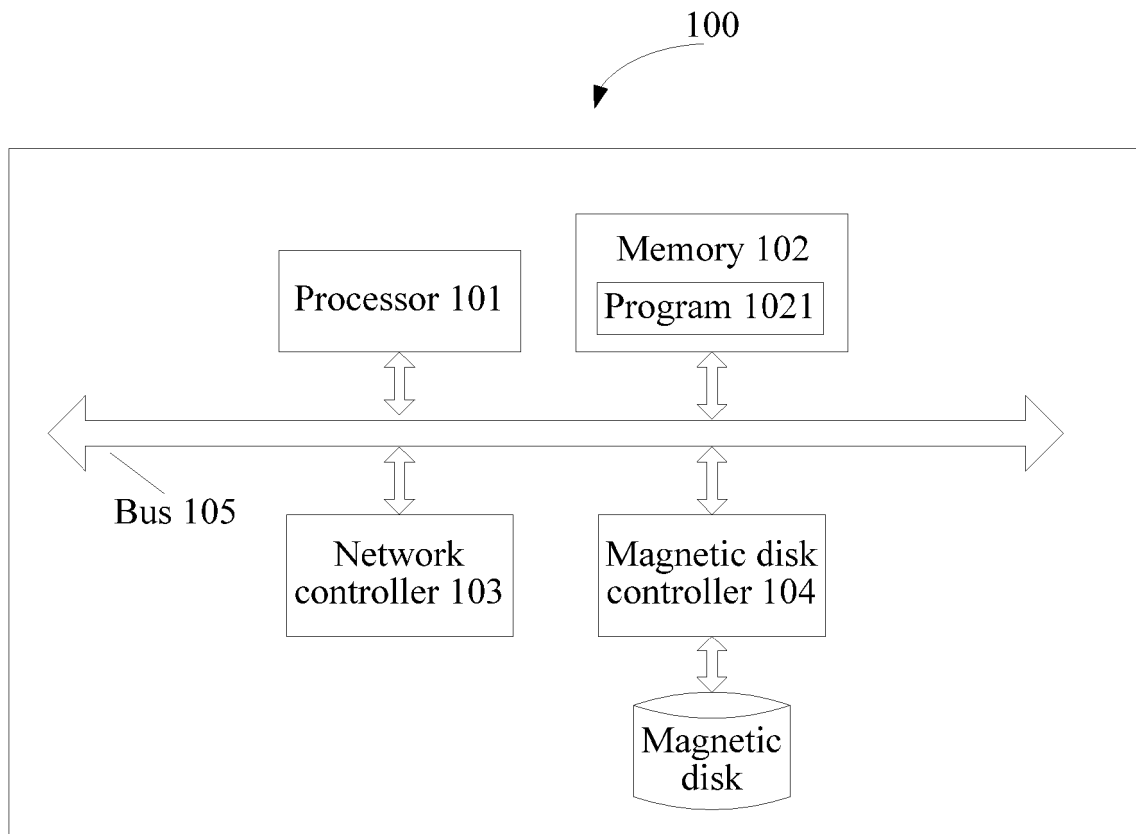 100
Processor 101
Memory 102
Program 1021
Bus 105
Network
controller 103
Magnetic disk
controller 104
Magnetic
disk